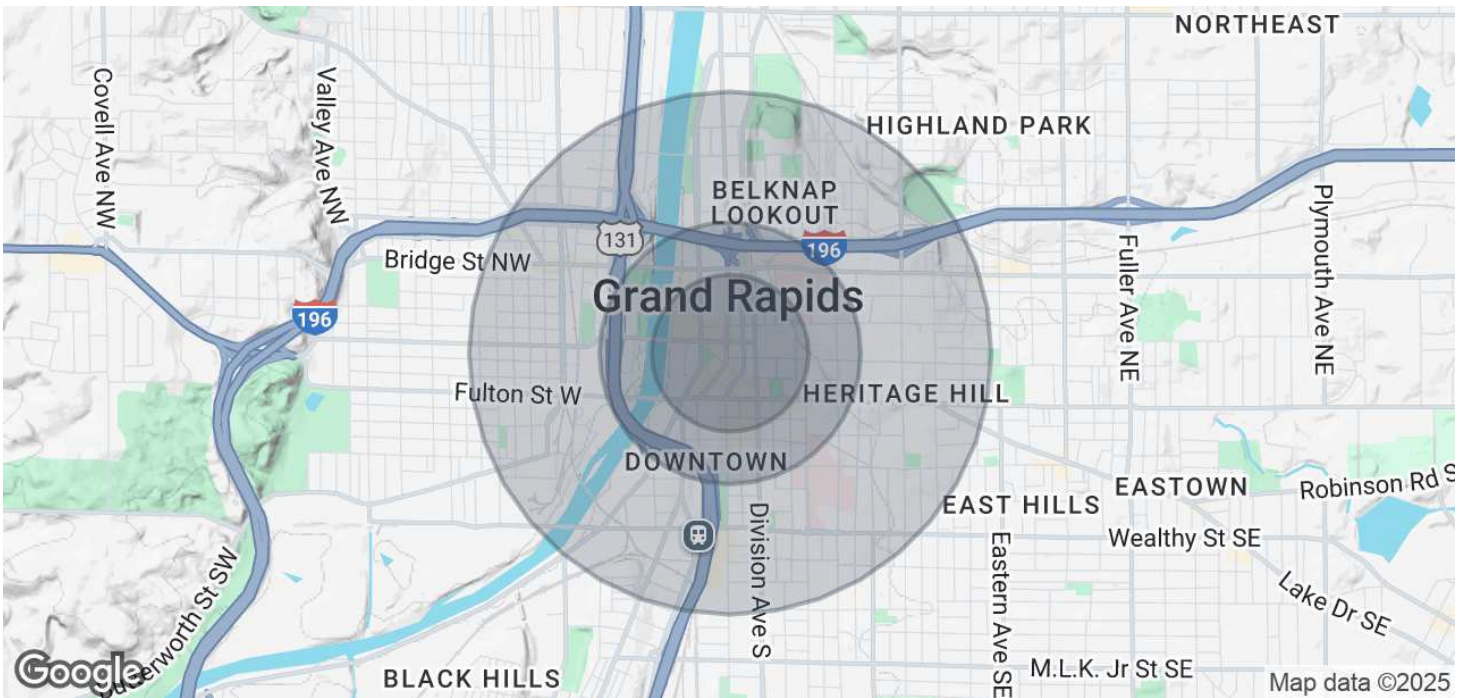 NORTHEAST
Covell Ave NW
Valley Ave NW
HIGHLAND PARK
BELKNAP
LOOKOUT
131
196
Bridge St NW
Grand Rapids
196
Fuller Ave NE
Plymouth Ave NE
Fulton St W
HERITAGE HILL
DOWNTOWN
EAST HILLS
EASTOWN
Robinson Rd S
Division Ave S
Eastern Ave SE
Wealthy St SE
Lake Dr SE
St SW
BLACK HILLS
M.L.K. Jr St SE
Google
Map data ©2025